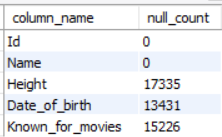 column_name null_count
Id 0
Name 0
Height 17335
Date_of_birth 13431
Known_for_movies 15226